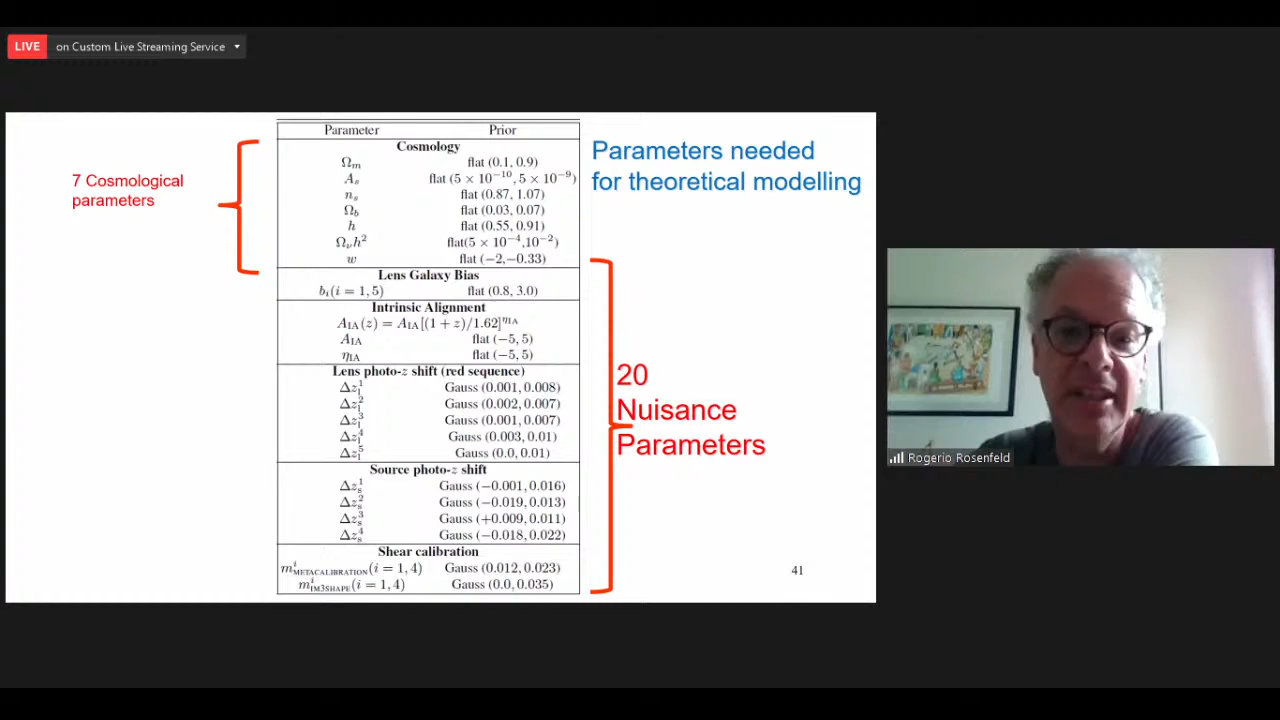 LIVE on Custom Live Streaming Service
7 Cosmological
parameters
Parameter Prior
Cosmology
Ωm flat (0.1, 0.9)
As flat (5 × 10⁻¹⁰, 5 × 10⁻⁹)
ns flat (0.87, 1.07)
Ωb flat (0.03, 0.07)
h flat (0.55, 0.91)
Ωνh² flat(5 × 10⁻⁴,10⁻²)
w flat (−2,−0.33)
Lens Galaxy Bias
bi(i = 1, 5) flat (0.8, 3.0)
Intrinsic Alignment
AIA(z) = AIA[(1 + z)/1.62]^ηIA
AIA flat (−5, 5)
ηIA flat (−5, 5)
Lens photo-z shift (red sequence)
Δz¹l Gauss (0.001, 0.008)
Δz²l Gauss (0.002, 0.007)
Δz³l Gauss (0.001, 0.007)
Δz⁴l Gauss (0.003, 0.01)
Δz⁵l Gauss (0.0, 0.01)
Source photo-z shift
Δz¹s Gauss (−0.001, 0.016)
Δz²s Gauss (−0.019, 0.013)
Δz³s Gauss (+0.009, 0.011)
Δz⁴s Gauss (−0.018, 0.022)
Shear calibration
mⁱMETACALIBRATION(i = 1, 4) Gauss (0.012, 0.023)
mⁱIM3SHAPE(i = 1, 4) Gauss (0.0, 0.035)
Parameters needed
for theoretical modelling
20
Nuisance
Parameters
41
Rogerio Rosenfeld